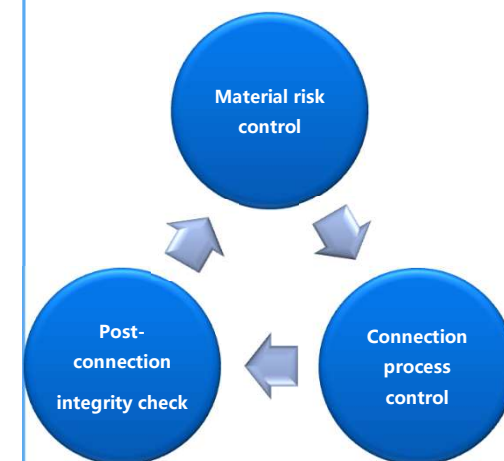 Material risk
control
Connection
process
control
Post-
connection
integrity check